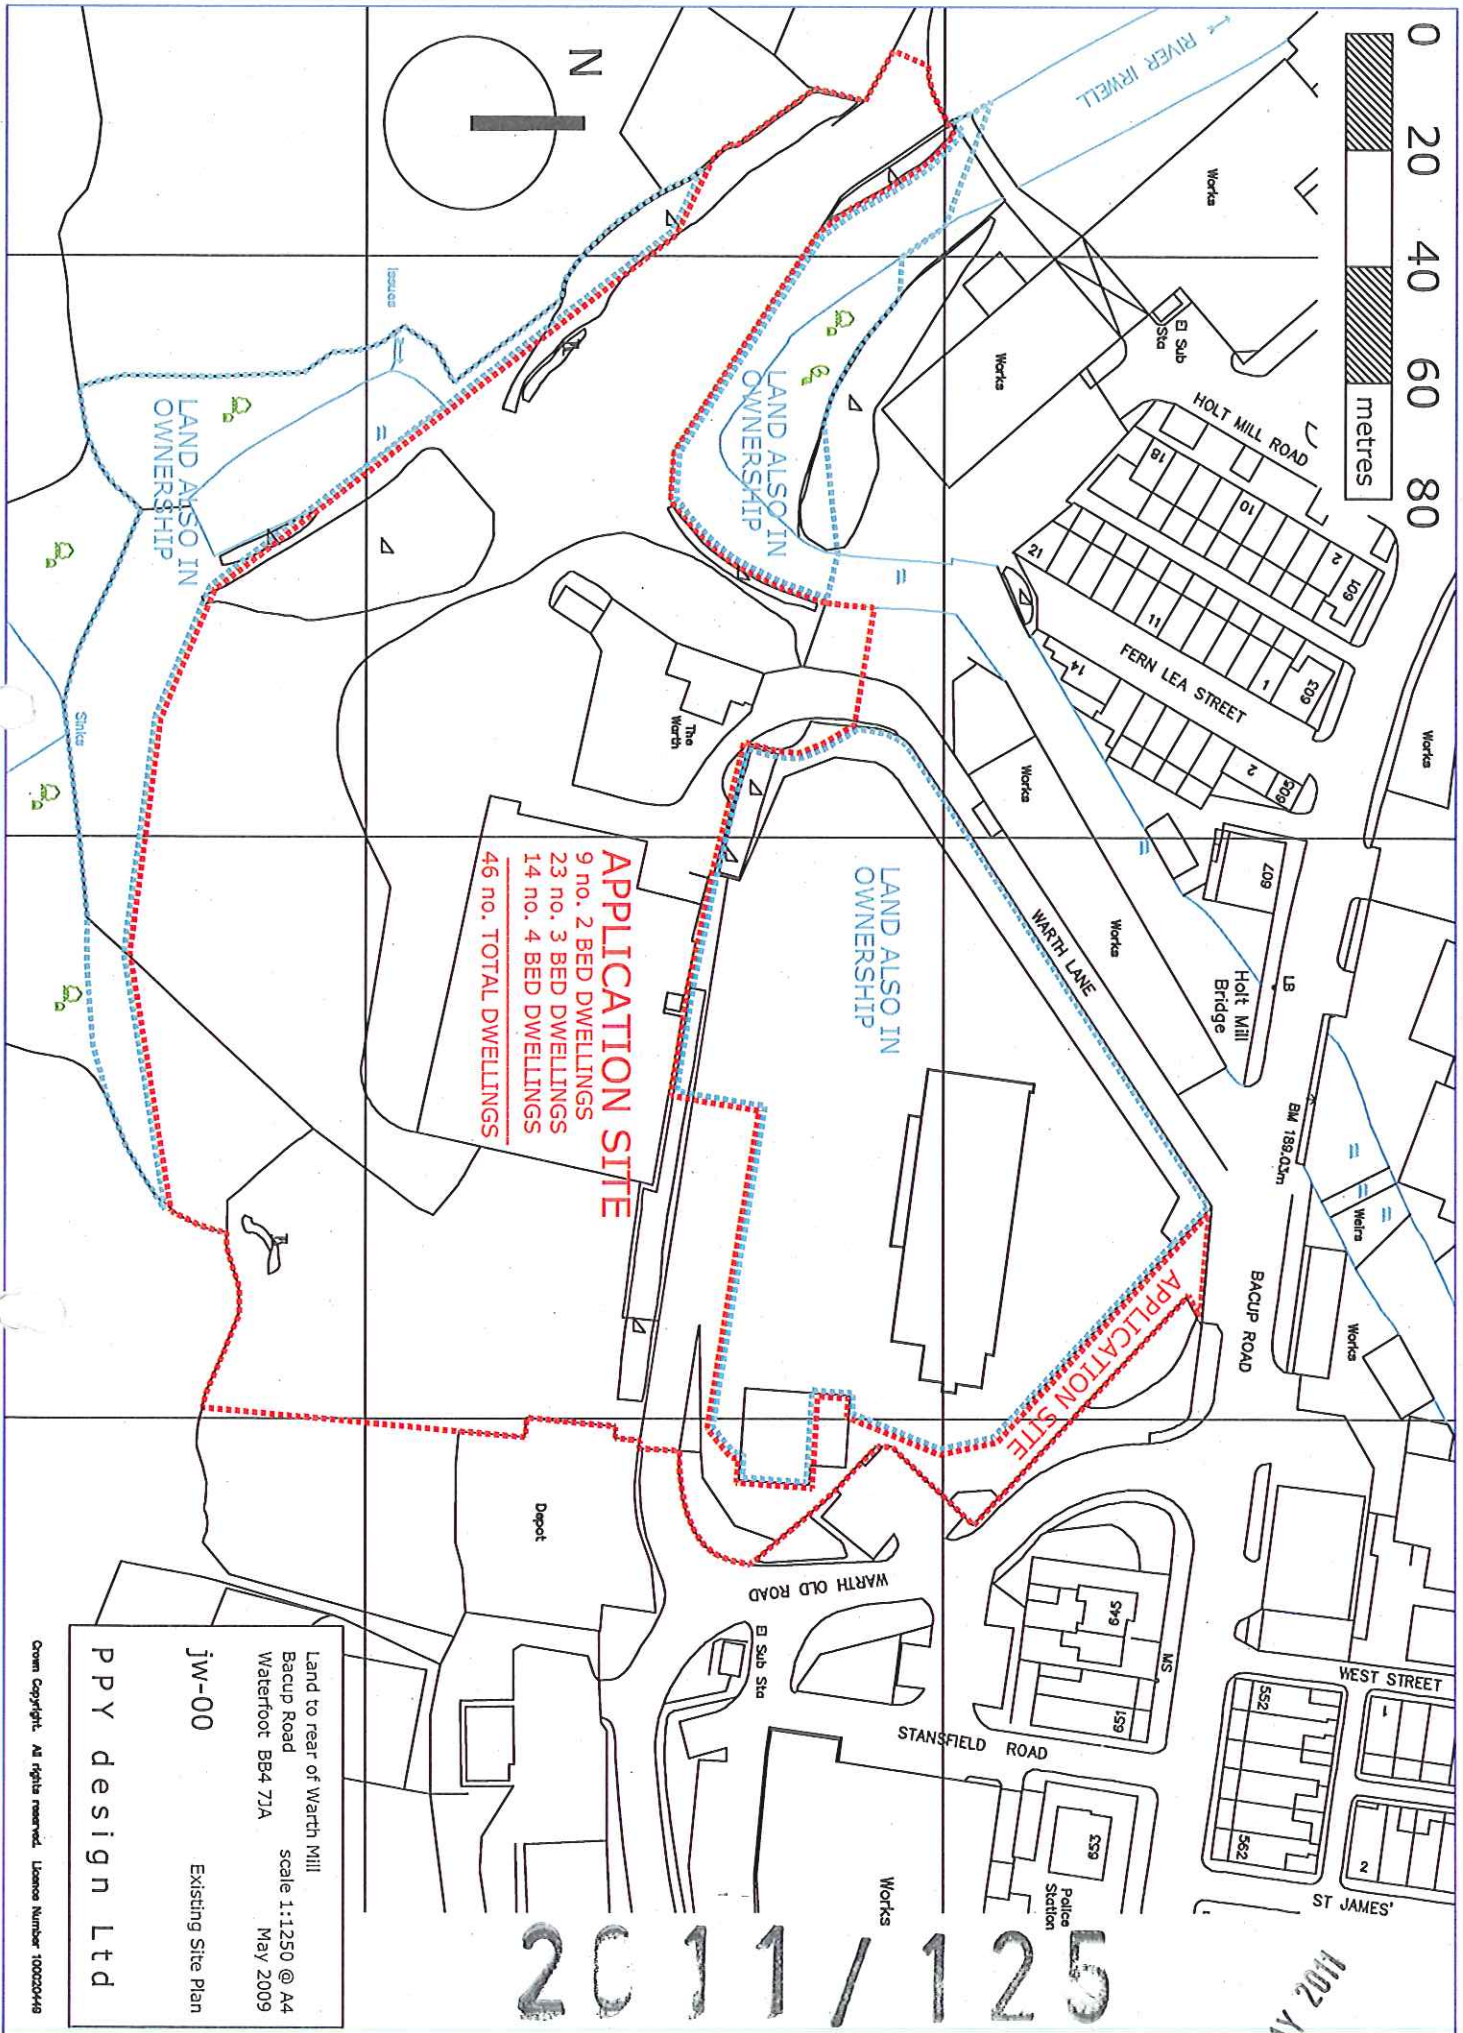 0 20 40 60 80
metres
RIVER IRWELL
Works
Works
El Sub
Sta
HOLT MILL ROAD
18
10
2
609
21
11
1
603
FERN LEA STREET
14
2
605
Works
607
LB
Holt Mill
Bridge
BM 189.03m
Weirs
Works
BACUP ROAD
Works
Works
WARTH LANE
N
Issues
LAND ALSO IN
OWNERSHIP
LAND ALSO IN
OWNERSHIP
LAND ALSO IN
OWNERSHIP
Sinks
The
Warth
APPLICATION SITE
9 no. 2 BED DWELLINGS
23 no. 3 BED DWELLINGS
14 no. 4 BED DWELLINGS
46 no. TOTAL DWELLINGS
APPLICATION SITE
Depot
WARTH OLD ROAD
El Sub Sta
STANSFIELD ROAD
649
MS
651
653
Police
Station
Works
WEST STREET
552
562
1
2
ST JAMES'
Land to rear of Warth Mill
Bacup Road
Waterfoot BB4 7JA
scale 1:1250 @ A4
May 2009
jw-00
Existing Site Plan
PPY design Ltd
Crown Copyright. All rights reserved. Licence Number 100020449
2011/125
2011